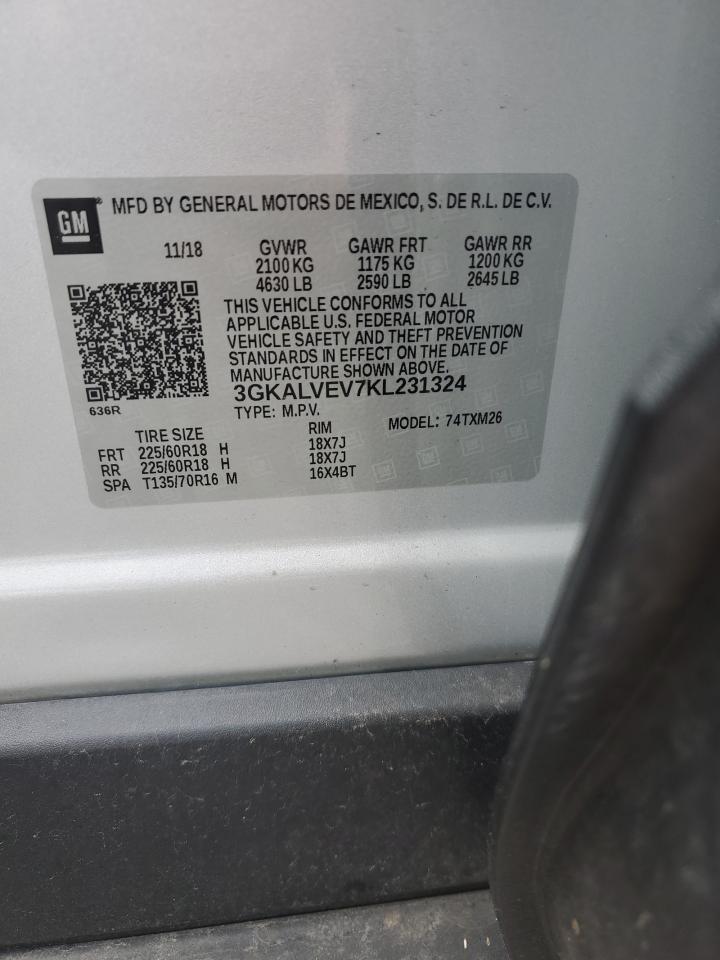 GM® MFD BY GENERAL MOTORS DE MEXICO, S. DE R.L. DE C.V.
11/18 GVWR GAWR FRT GAWR RR
2100 KG 1175 KG 1200 KG
4630 LB 2590 LB 2645 LB
THIS VEHICLE CONFORMS TO ALL
APPLICABLE U.S. FEDERAL MOTOR
VEHICLE SAFETY AND THEFT PREVENTION
STANDARDS IN EFFECT ON THE DATE OF
MANUFACTURE SHOWN ABOVE.
3GKALVEV7KL231324
636R
TYPE: M.P.V. MODEL: 74TXM26
TIRE SIZE RIM
FRT 225/60R18 H 18X7J
RR 225/60R18 H 18X7J
SPA T135/70R16 M 16X4BT